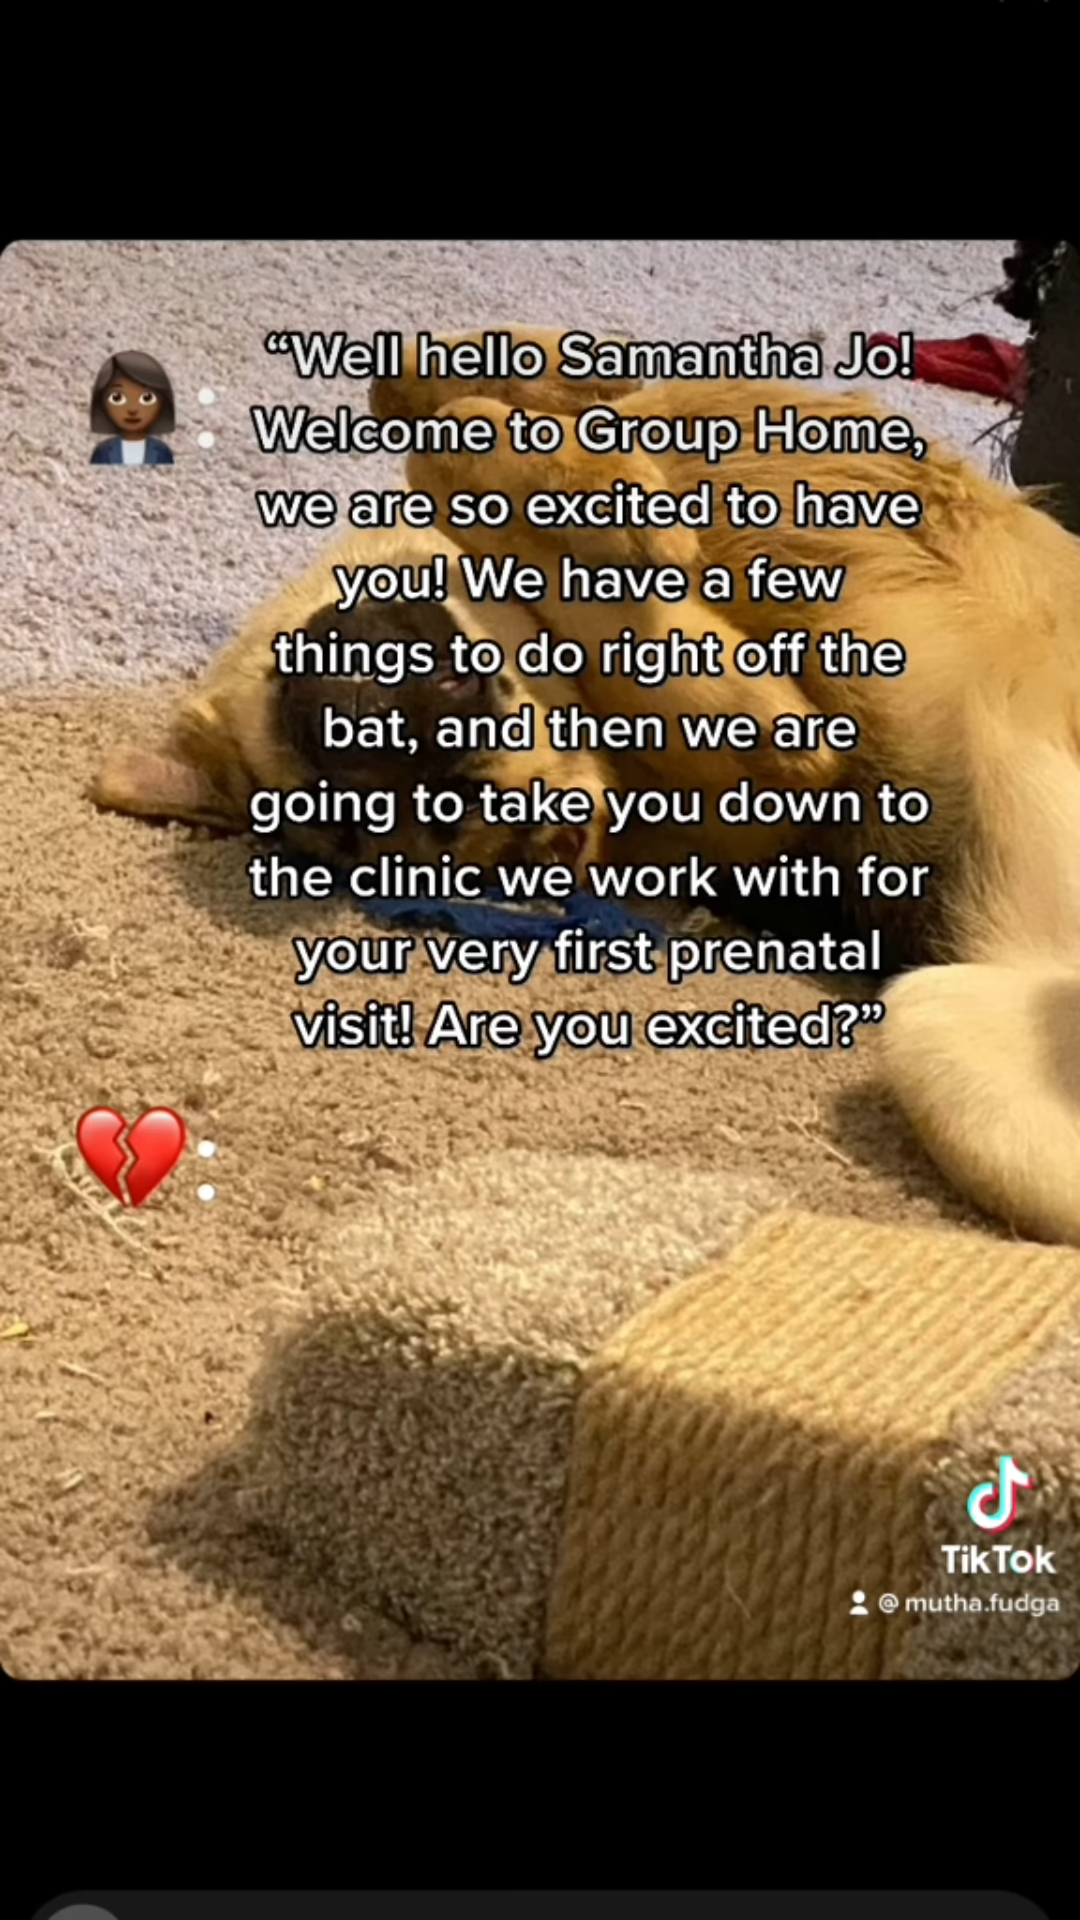 “Well hello Samantha Jo!
Welcome to Group Home,
we are so excited to have
you! We have a few
things to do right off the
bat, and then we are
going to take you down to
the clinic we work with for
your very first prenatal
visit! Are you excited?”
:
:
TikTok
@ mutha.fudga